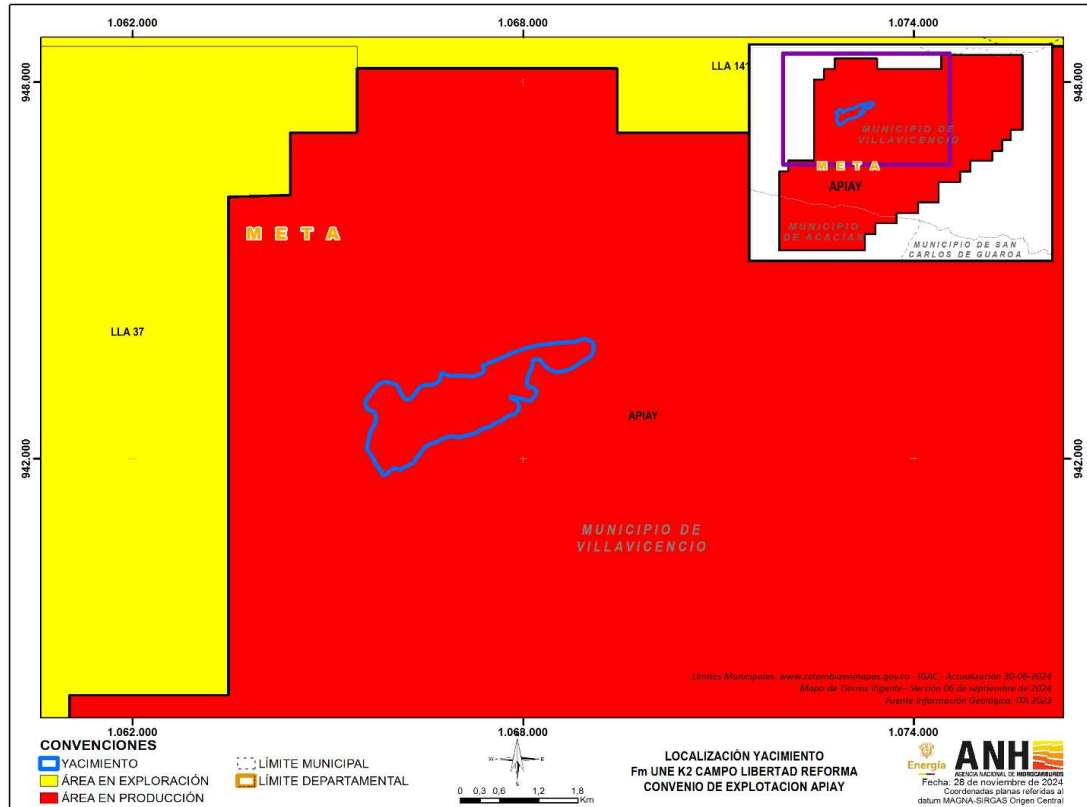 1.062.000
1.068.000
1.074.000
948.000
948.000
LLA 141
MUNICIPIO DE
VILLAVICENCIO
META
APIAY
MUNICIPIO
DE ACACÍAS
MUNICIPIO DE SAN
CARLOS DE GUAROA
META
LLA 37
APIAY
942.000
942.000
MUNICIPIO DE
VILLAVICENCIO
Límites Municipales: www.colombiaenmapas.gov.co - IGAC - Actualización 30-06-2024
Mapa de Tierras Vigente - Versión 06 de septiembre de 2024
Fuente Información Geológica: ITA 2023
1.062.000
1.068.000
1.074.000
CONVENCIONES
YACIMIENTO
ÁREA EN EXPLORACIÓN
ÁREA EN PRODUCCIÓN
LÍMITE MUNICIPAL
LÍMITE DEPARTAMENTAL
N
W
E
S
0 0,3 0,6 1,2 1,8
Km
LOCALIZACIÓN YACIMIENTO
Fm UNE K2 CAMPO LIBERTAD REFORMA
CONVENIO DE EXPLOTACION APIAY
Energía
ANH
AGENCIA NACIONAL DE HIDROCARBUROS
Fecha: 28 de noviembre de 2024
Coordenadas planas referidas al
datum MAGNA-SIRGAS Origen Central